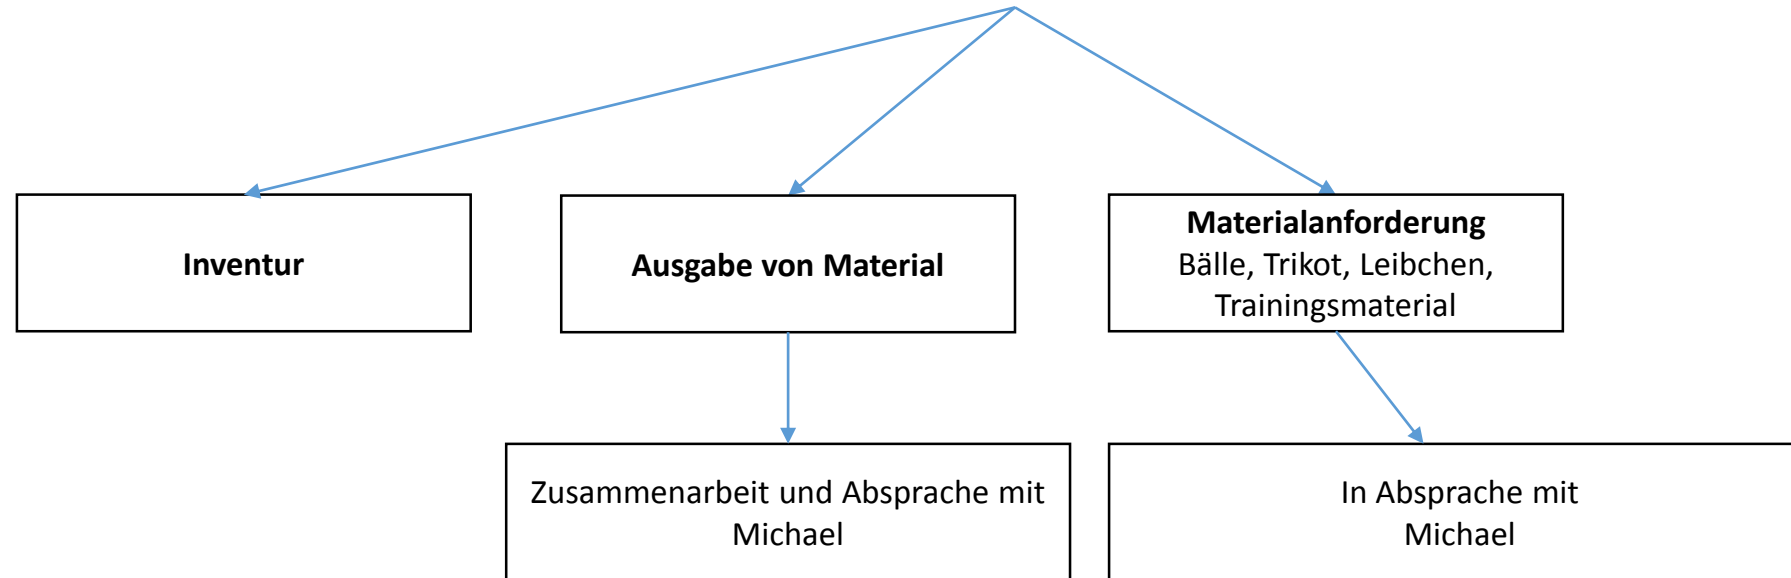 Inventur
Ausgabe von Material
Materialanforderung
Bälle, Trikot, Leibchen,
Trainingsmaterial
Zusammenarbeit und Absprache mit
Michael
In Absprache mit
Michael